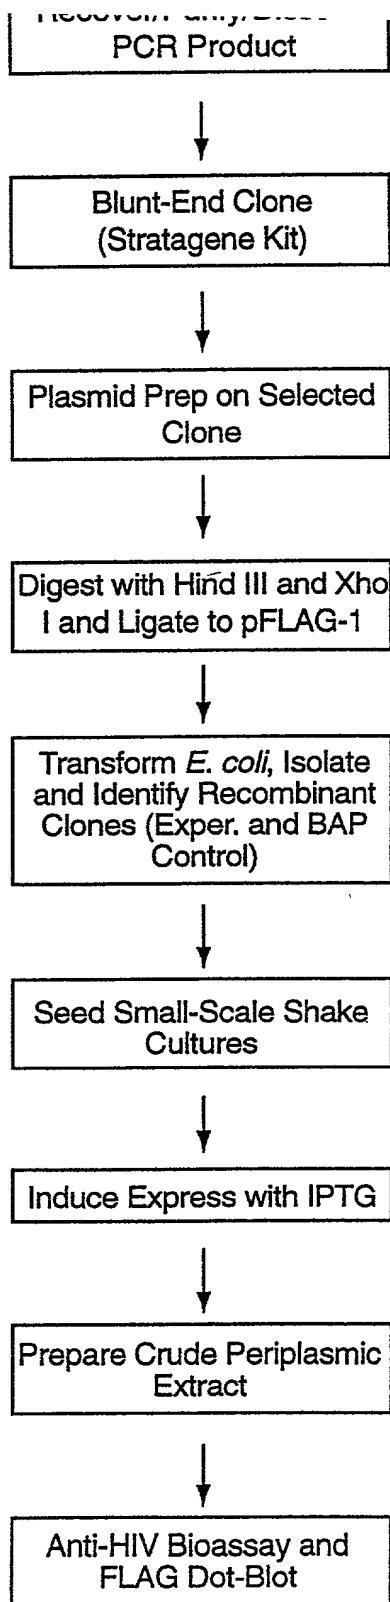 PCR Product
Blunt-End Clone
(Stratagene Kit)
Plasmid Prep on Selected
Clone
Digest with Hind III and Xho
I and Ligate to pFLAG-1
Transform E. coli, Isolate
and Identify Recombinant
Clones (Exper. and BAP
Control)
Seed Small-Scale Shake
Cultures
Induce Express with IPTG
Prepare Crude Periplasmic
Extract
Anti-HIV Bioassay and
FLAG Dot-Blot